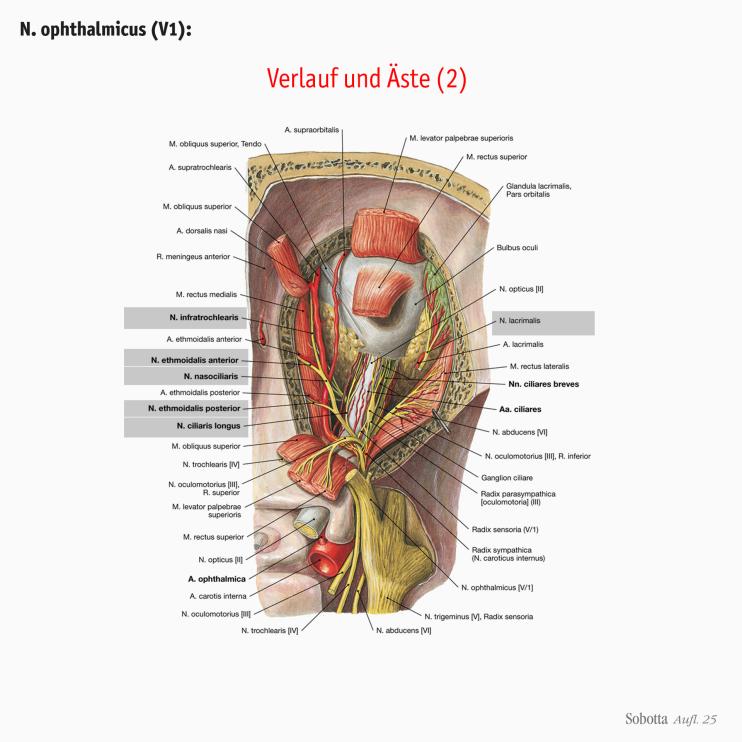 N. ophthalmicus (V1):
Verlauf und Äste (2)
A. supraorbitalis
M. obliquus superior, Tendo
A. supratrochlearis
M. obliquus superior
A. dorsalis nasi
R. meningeus anterior
M. rectus medialis
N. infratrochlearis
A. ethmoidalis anterior
N. ethmoidalis anterior
N. nasociliaris
A. ethmoidalis posterior
N. ethmoidalis posterior
N. ciliaris longus
M. obliquus superior
N. trochlearis [IV]
N. oculomotorius [III],
R. superior
M. levator palpebrae
superioris
M. rectus superior
N. opticus [II]
A. ophthalmica
A. carotis interna
N. oculomotorius [III]
N. trochlearis [IV]
M. levator palpebrae superioris
M. rectus superior
Glandula lacrimalis,
Pars orbitalis
Bulbus oculi
N. opticus [II]
N. lacrimalis
A. lacrimalis
M. rectus lateralis
Nn. ciliares breves
Aa. ciliares
N. abducens [VI]
N. oculomotorius [III], R. inferior
Ganglion ciliare
Radix parasympathica
[oculomotoria] (III)
Radix sensoria (V/1)
Radix sympathica
(N. caroticus internus)
N. ophthalmicus [V/1]
N. trigeminus [V], Radix sensoria
N. abducens [VI]
Sobotta Aufl. 25